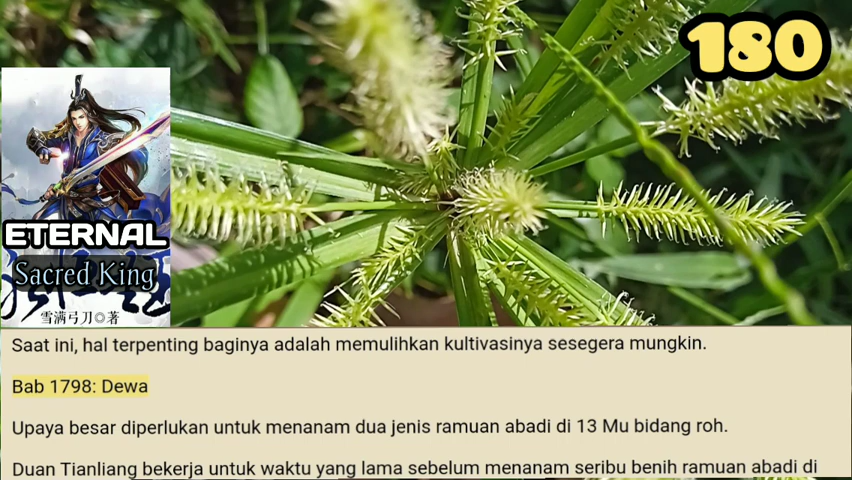 180
ETERNAL
Sacred King
雪满弓刀◎著
Saat ini, hal terpenting baginya adalah memulihkan kultivasinya sesegera mungkin.
Bab 1798: Dewa
Upaya besar diperlukan untuk menanam dua jenis ramuan abadi di 13 Mu bidang roh.
Duan Tianliang bekerja untuk waktu yang lama sebelum menanam seribu benih ramuan abadi di